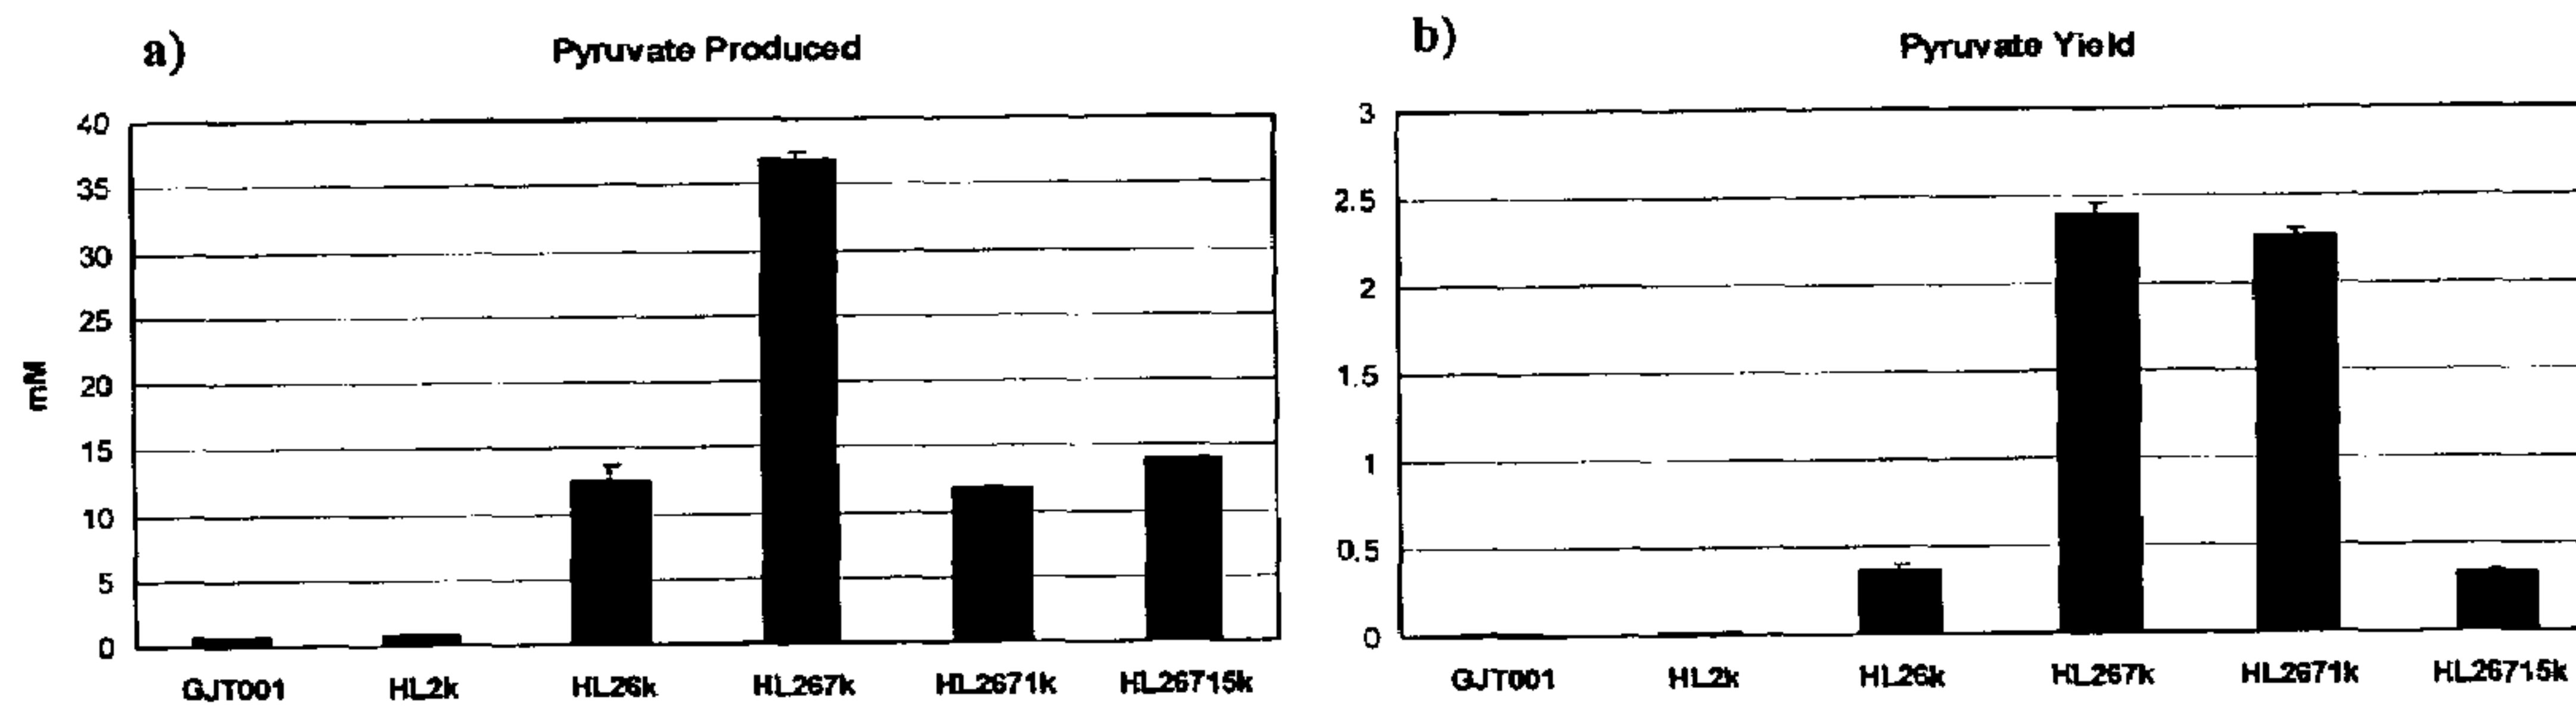 a)
Pyruvate Produced
40
35
30
25
20
15
10
5
0
mM
GJT001 HL2k HL26k HL267k HL2671k HL26715k
b)
Pyruvate Yield
3
2.5
2
1.5
1
0.5
0
GJT001 HL2k HL26k HL267k HL2671k HL26715k